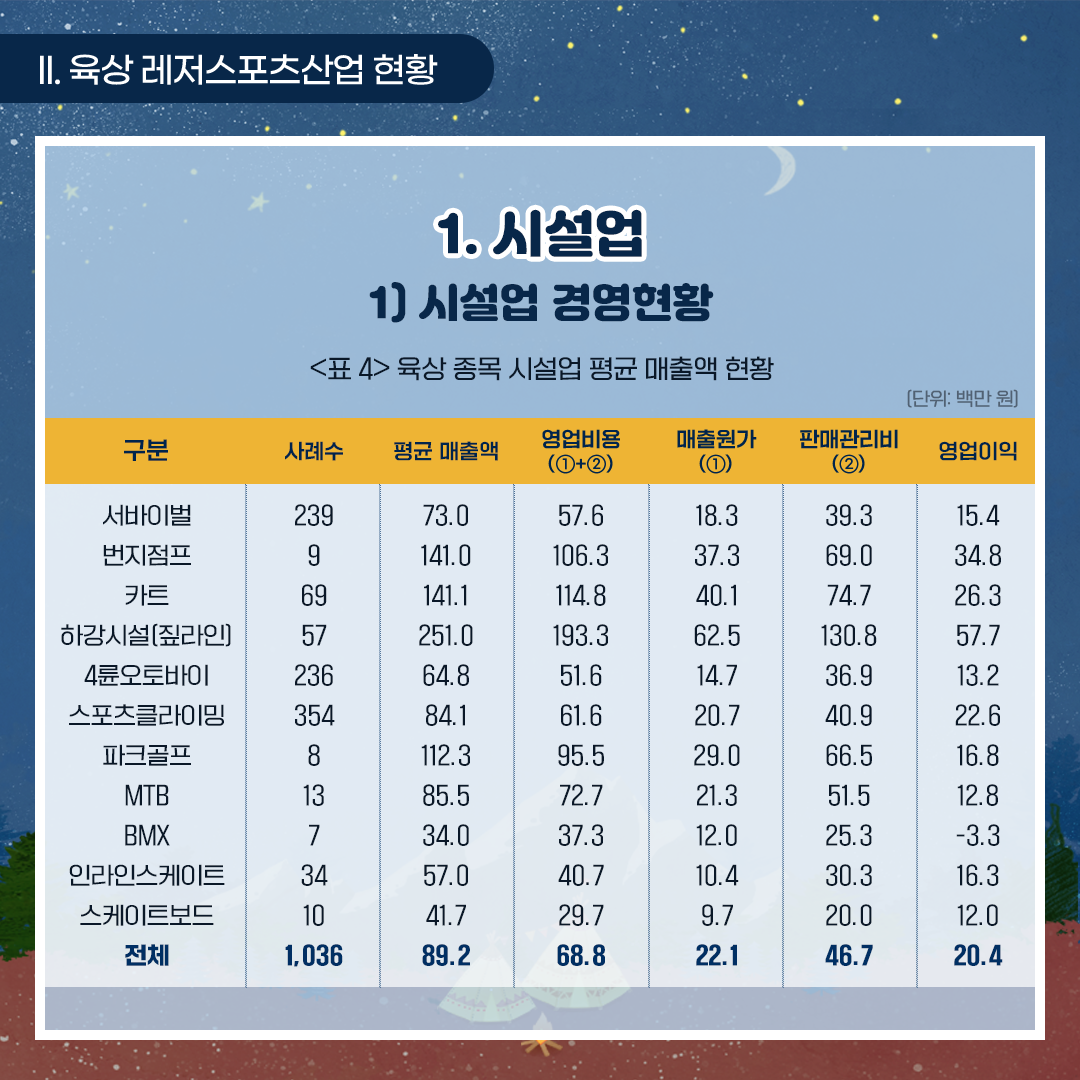 II. 육상 레저스포츠산업 현황
1. 시설업
1) 시설업 경영현황
<표 4> 육상 종목 시설업 평균 매출액 현황
(단위: 백만 원)
구분 사례수 평균 매출액 영업비용 (①+②) 매출원가 (①) 판매관리비 (②) 영업이익
서바이벌 239 73.0 57.6 18.3 39.3 15.4
번지점프 9 141.0 106.3 37.3 69.0 34.8
카트 69 141.1 114.8 40.1 74.7 26.3
하강시설(짚라인) 57 251.0 193.3 62.5 130.8 57.7
4륜오토바이 236 64.8 51.6 14.7 36.9 13.2
스포츠클라이밍 354 84.1 61.6 20.7 40.9 22.6
파크골프 8 112.3 95.5 29.0 66.5 16.8
MTB 13 85.5 72.7 21.3 51.5 12.8
BMX 7 34.0 37.3 12.0 25.3 -3.3
인라인스케이트 34 57.0 40.7 10.4 30.3 16.3
스케이트보드 10 41.7 29.7 9.7 20.0 12.0
전체 1,036 89.2 68.8 22.1 46.7 20.4